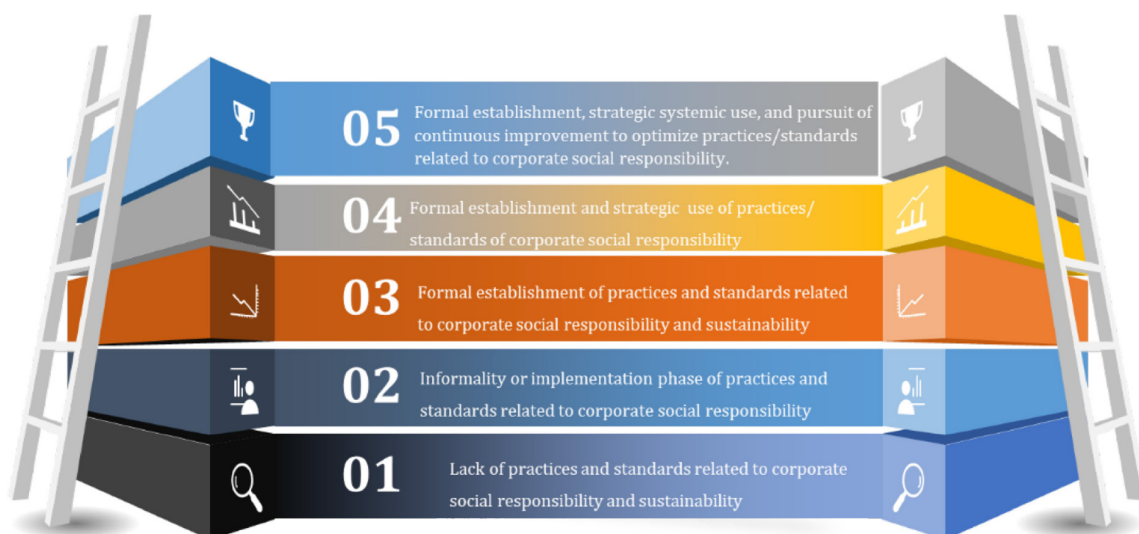 05
Formal establishment, strategic systemic use, and pursuit of
continuous improvement to optimize practices/standards
related to corporate social responsibility.
04
Formal establishment and strategic use of practices/
standards of corporate social responsibility
03
Formal establishment of practices and standards related
to corporate social responsibility and sustainability
02
Informality or implementation phase of practices and
standards related to corporate social responsibility
01
Lack of practices and standards related to corporate
social responsibility and sustainability